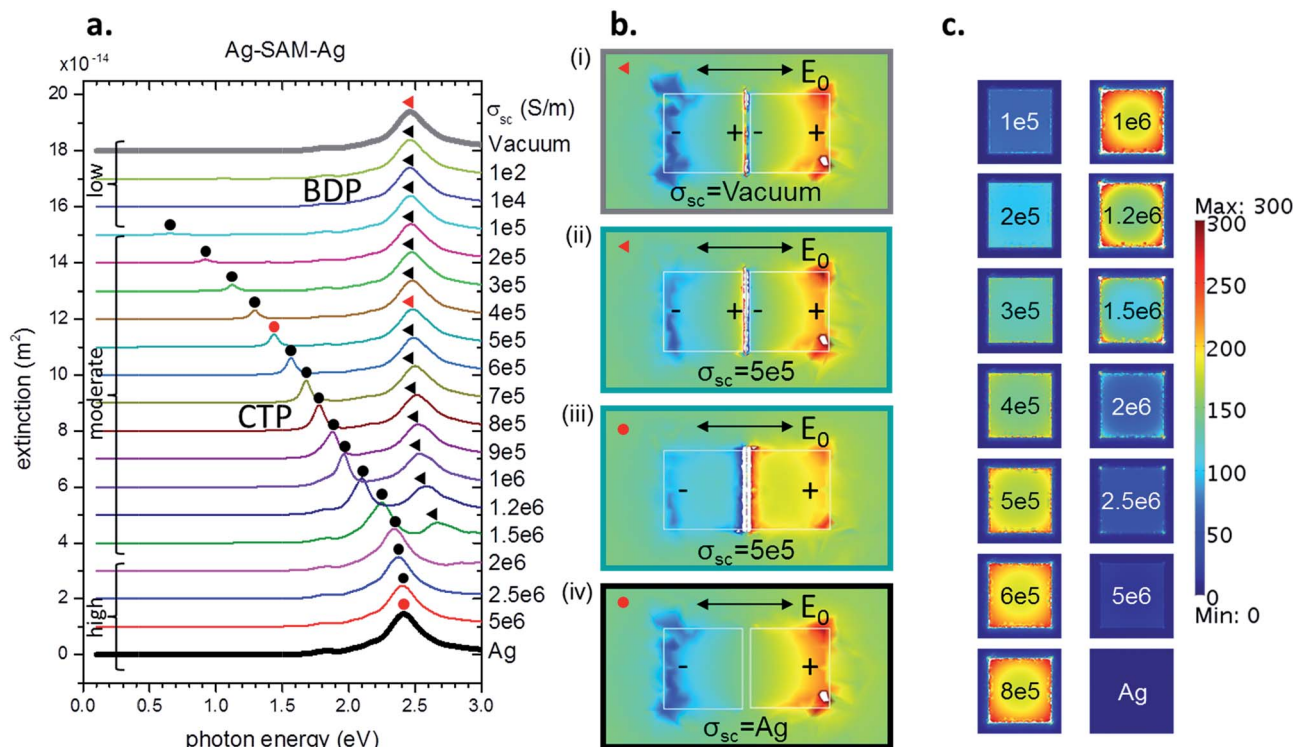 a.
Ag-SAM-Ag
x10⁻¹⁴
20
18
16
14
12
10
8
6
4
2
0
extinction (m²)
low
moderate
high
BDP
CTP
σsc (S/m)
Vacuum
1e2
1e4
1e5
2e5
3e5
4e5
5e5
6e5
7e5
8e5
9e5
1e6
1.2e6
1.5e6
2e6
2.5e6
5e6
Ag
0.0 0.5 1.0 1.5 2.0 2.5 3.0
photon energy (eV)
b.
(i)
E₀
- + - +
σsc=Vacuum
(ii)
E₀
- + - +
σsc=5e5
(iii)
E₀
- +
σsc=5e5
(iv)
E₀
- +
σsc=Ag
c.
1e5 1e6
2e5 1.2e6
3e5 1.5e6
4e5 2e6
5e5 2.5e6
6e5 5e6
8e5 Ag
Max: 300
300
250
200
150
100
50
0
Min: 0